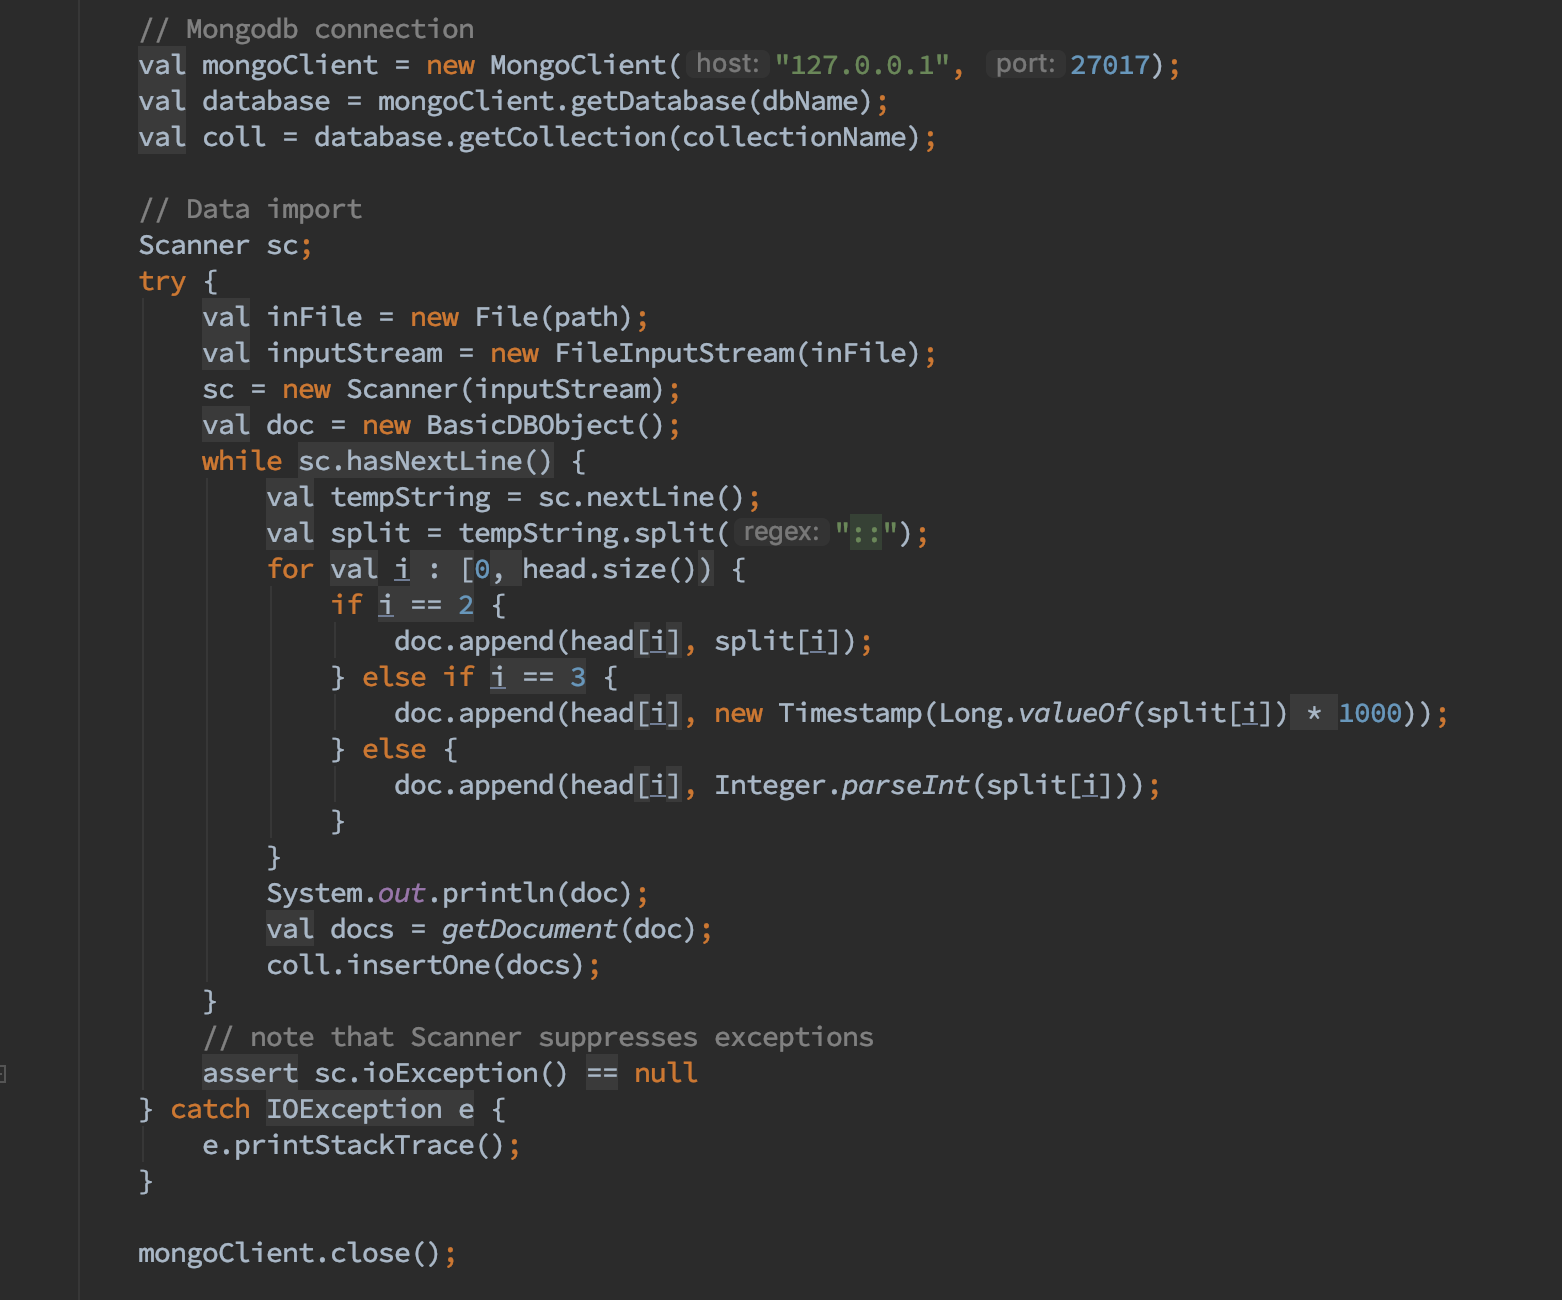 // Mongodb connection
val mongoClient = new MongoClient( host: "127.0.0.1", port: 27017);
val database = mongoClient.getDatabase(dbName);
val coll = database.getCollection(collectionName);
// Data import
Scanner sc;
try {
val inFile = new File(path);
val inputStream = new FileInputStream(inFile);
sc = new Scanner(inputStream);
val doc = new BasicDBObject();
while sc.hasNextLine() {
val tempString = sc.nextLine();
val split = tempString.split( regex: "::");
for val i : [0, head.size()) {
if i == 2 {
doc.append(head[i], split[i]);
} else if i == 3 {
doc.append(head[i], new Timestamp(Long.valueOf(split[i]) * 1000));
} else {
doc.append(head[i], Integer.parseInt(split[i]));
}
}
System.out.println(doc);
val docs = getDocument(doc);
coll.insertOne(docs);
}
// note that Scanner suppresses exceptions
assert sc.ioException() == null
} catch IOException e {
e.printStackTrace();
}
mongoClient.close();